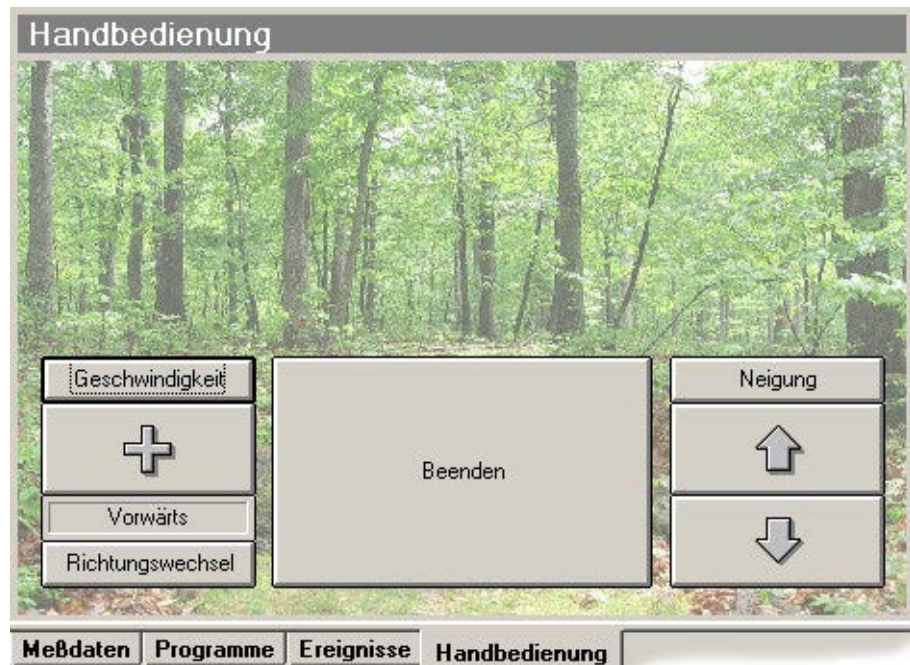 Handbedienung
Geschwindigkeit
Neigung
Beenden
Vorwärts
Richtungswechsel
Meßdaten Programme Ereignisse Handbedienung